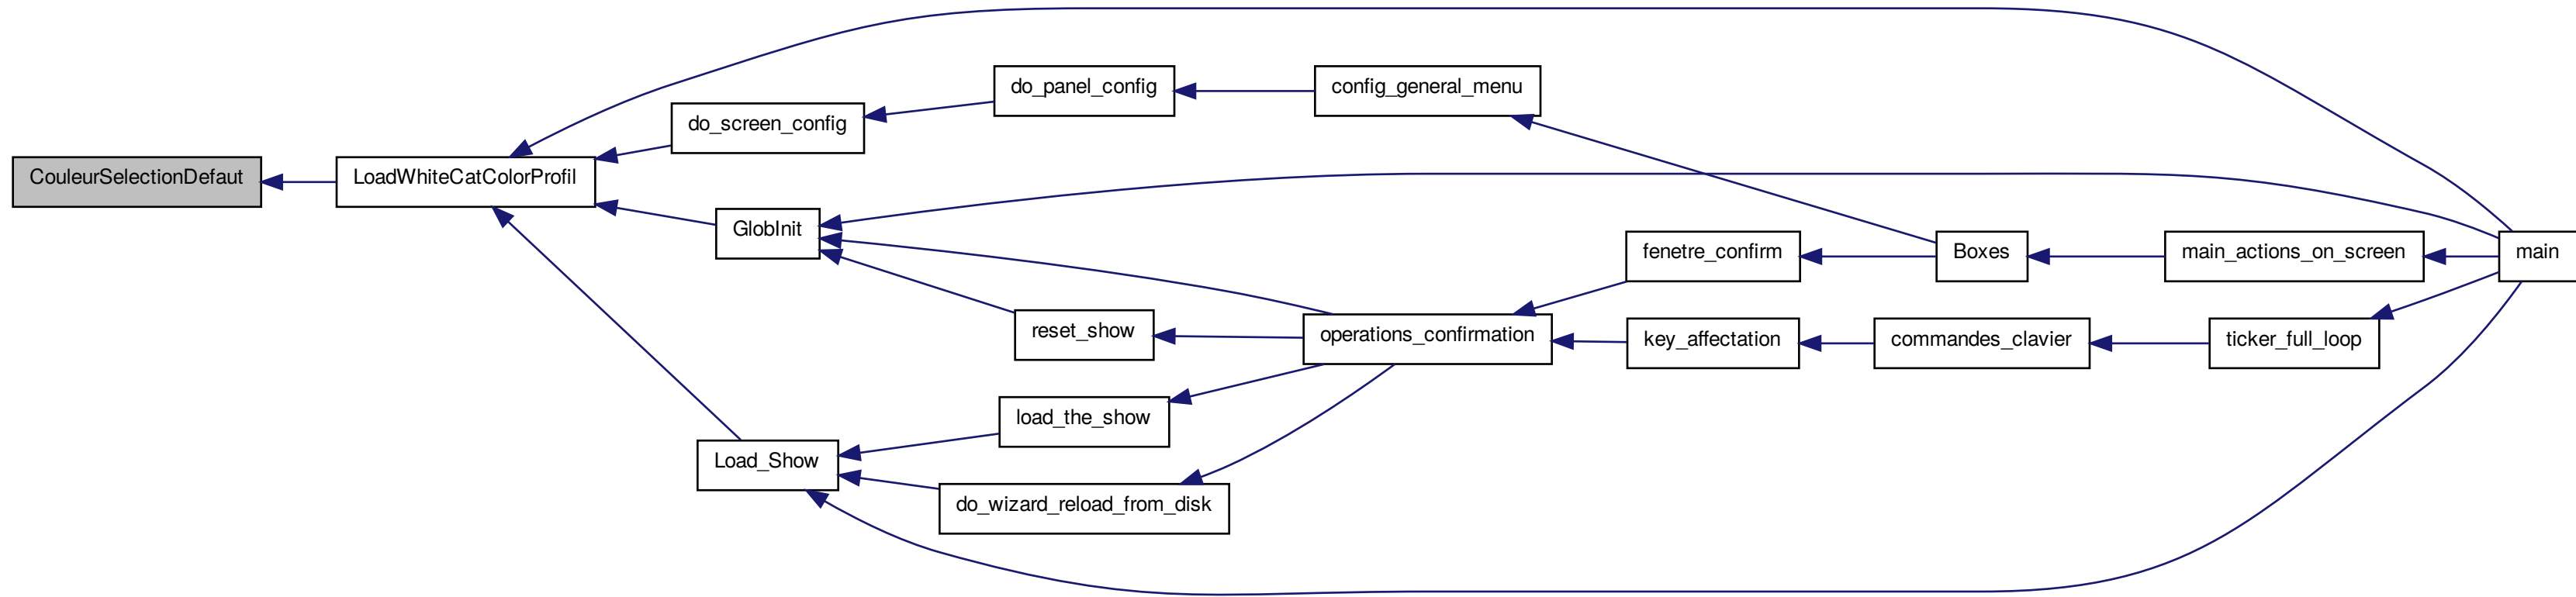 CouleurSelectionDefaut
LoadWhiteCatColorProfil
do_screen_config
do_panel_config
config_general_menu
GlobInit
reset_show
operations_confirmation
fenetre_confirm
Boxes
main_actions_on_screen
main
key_affectation
commandes_clavier
ticker_full_loop
load_the_show
Load_Show
do_wizard_reload_from_disk